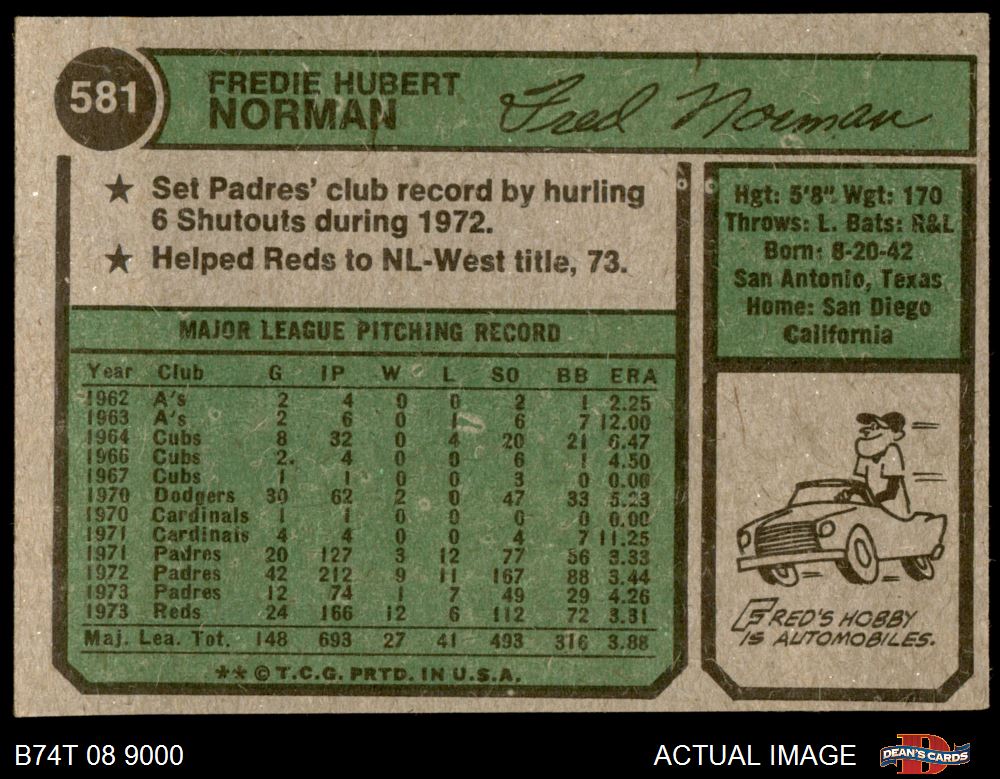 581
FREDIE HUBERT
NORMAN
Fred Norman
★ Set Padres' club record by hurling
6 Shutouts during 1972.
★ Helped Reds to NL-West title, 73.
Hgt: 5'8" Wgt: 170
Throws: L. Bats: R&L
Born: 8-20-42
San Antonio, Texas
Home: San Diego
California
MAJOR LEAGUE PITCHING RECORD
Year Club G IP W L SO BB ERA
1962 A's 2 4 0 0 2 1 2.25
1963 A's 2 6 0 1 6 7 12.00
1964 Cubs 8 32 0 4 20 21 6.47
1966 Cubs 2 4 0 0 6 1 4.50
1967 Cubs 1 1 0 0 3 0 0.00
1970 Dodgers 30 62 2 0 47 33 5.23
1970 Cardinals 1 1 0 0 0 0 0.00
1971 Cardinals 4 4 0 0 4 7 11.25
1971 Padres 20 127 3 12 77 56 3.33
1972 Padres 42 212 9 11 167 88 3.44
1973 Padres 12 74 1 7 49 29 4.26
1973 Reds 24 166 12 6 112 72 3.31
Maj. Lea. Tot. 148 693 27 41 493 316 3.88
** © T.C.G. PRTD. IN U.S.A.
FRED'S HOBBY
IS AUTOMOBILES.
B74T 08 9000
ACTUAL IMAGE
DEAN'S CARDS